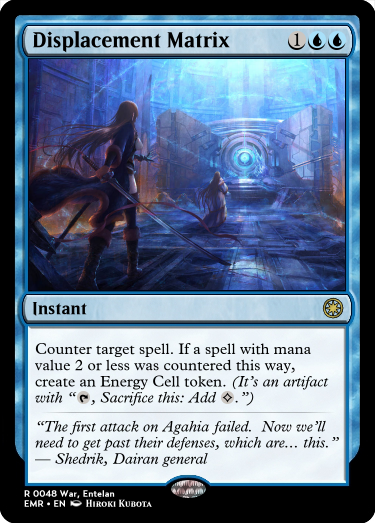 Displacement Matrix 1
Instant
Counter target spell. If a spell with mana
value 2 or less was countered this way,
create an Energy Cell token. (It's an artifact
with “, Sacrifice this: Add .”)
“The first attack on Agahia failed.  Now we'll
need to get past their defenses, which are… this.”
— Shedrik, Dairan general
R 0048 War, Entelan
EMR • EN Hiroki Kubota